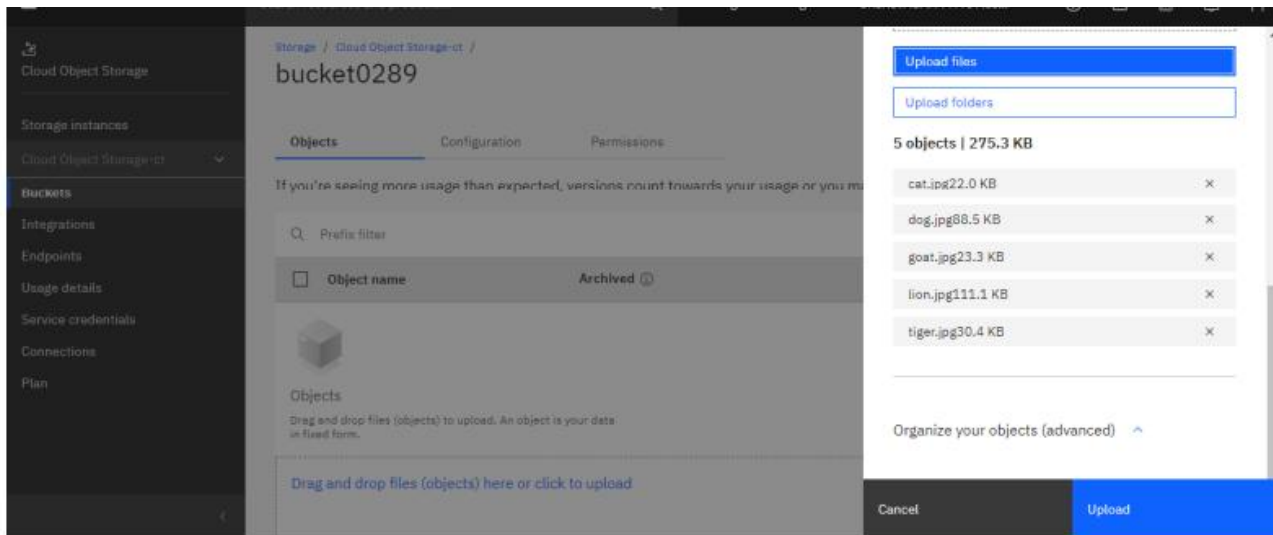 Cloud Object Storage
Storage instances
Cloud Object Storage-ct
Buckets
Integrations
Endpoints
Usage details
Service credentials
Connections
Plan
Storage / Cloud Object Storage-ct /
bucket0289
Objects Configuration Permissions
If you're seeing more usage than expected, versions count towards your usage or you
Prefix filter
Object name Archived
Objects
Drag and drop files (objects) to upload. An object is your data
in fixed form.
Drag and drop files (objects) here or click to upload
Upload files
Upload folders
5 objects | 275.3 KB
cat.jpg22.0 KB ×
dog.jpg88.5 KB ×
goat.jpg23.3 KB ×
lion.jpg111.1 KB ×
tiger.jpg30.4 KB ×
Organize your objects (advanced)
Cancel Upload